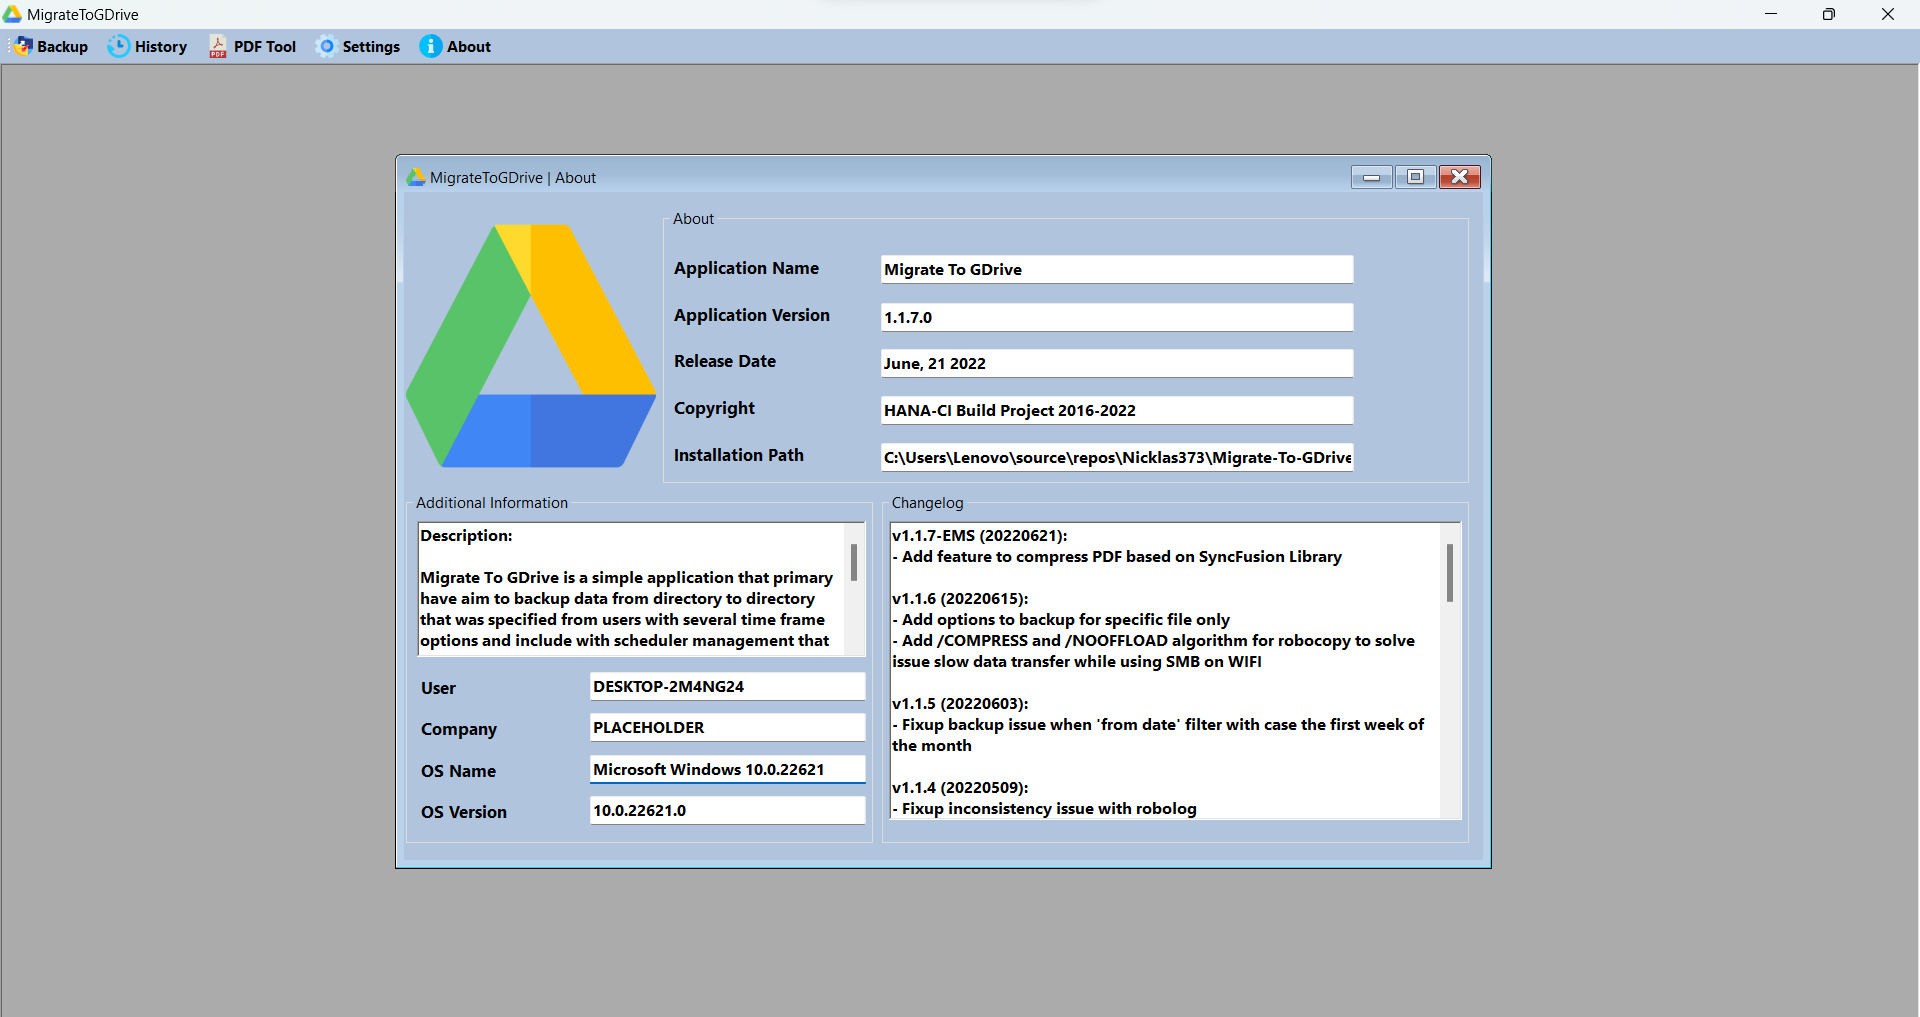 MigrateToGDrive
Backup History PDF Tool Settings About
MigrateToGDrive | About
About
Application Name Migrate To GDrive
Application Version 1.1.7.0
Release Date June, 21 2022
Copyright HANA-CI Build Project 2016-2022
Installation Path C:\Users\Lenovo\source\repos\Nicklas373\Migrate-To-GDrive
Additional Information
Description:
Migrate To GDrive is a simple application that primary
have aim to backup data from directory to directory
that was specified from users with several time frame
options and include with scheduler management that
User DESKTOP-2M4NG24
Company PLACEHOLDER
OS Name Microsoft Windows 10.0.22621
OS Version 10.0.22621.0
Changelog
v1.1.7-EMS (20220621):
- Add feature to compress PDF based on SyncFusion Library
v1.1.6 (20220615):
- Add options to backup for specific file only
- Add /COMPRESS and /NOOFFLOAD algorithm for robocopy to solve
issue slow data transfer while using SMB on WIFI
v1.1.5 (20220603):
- Fixup backup issue when 'from date' filter with case the first week of
the month
v1.1.4 (20220509):
- Fixup inconsistency issue with robolog